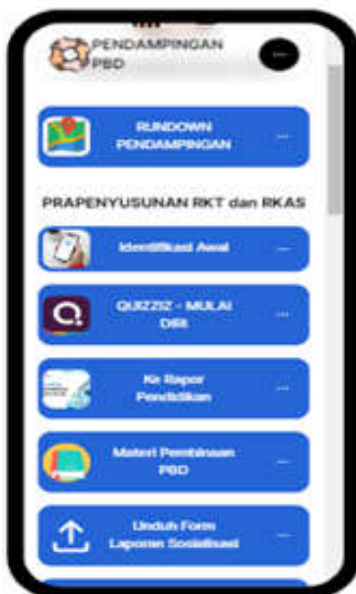 PENDAMPINGAN
PBD
RUNDOWN
PENDAMPINGAN
PRAPENYUSUNAN RKT dan RKAS
Identifikasi Awal
QUIZZIZ - MULAI
DIRI
Ke Rapor
Pendidikan
Materi Pembinaan
PBD
Unduh Form
Laporan Sosialisasi